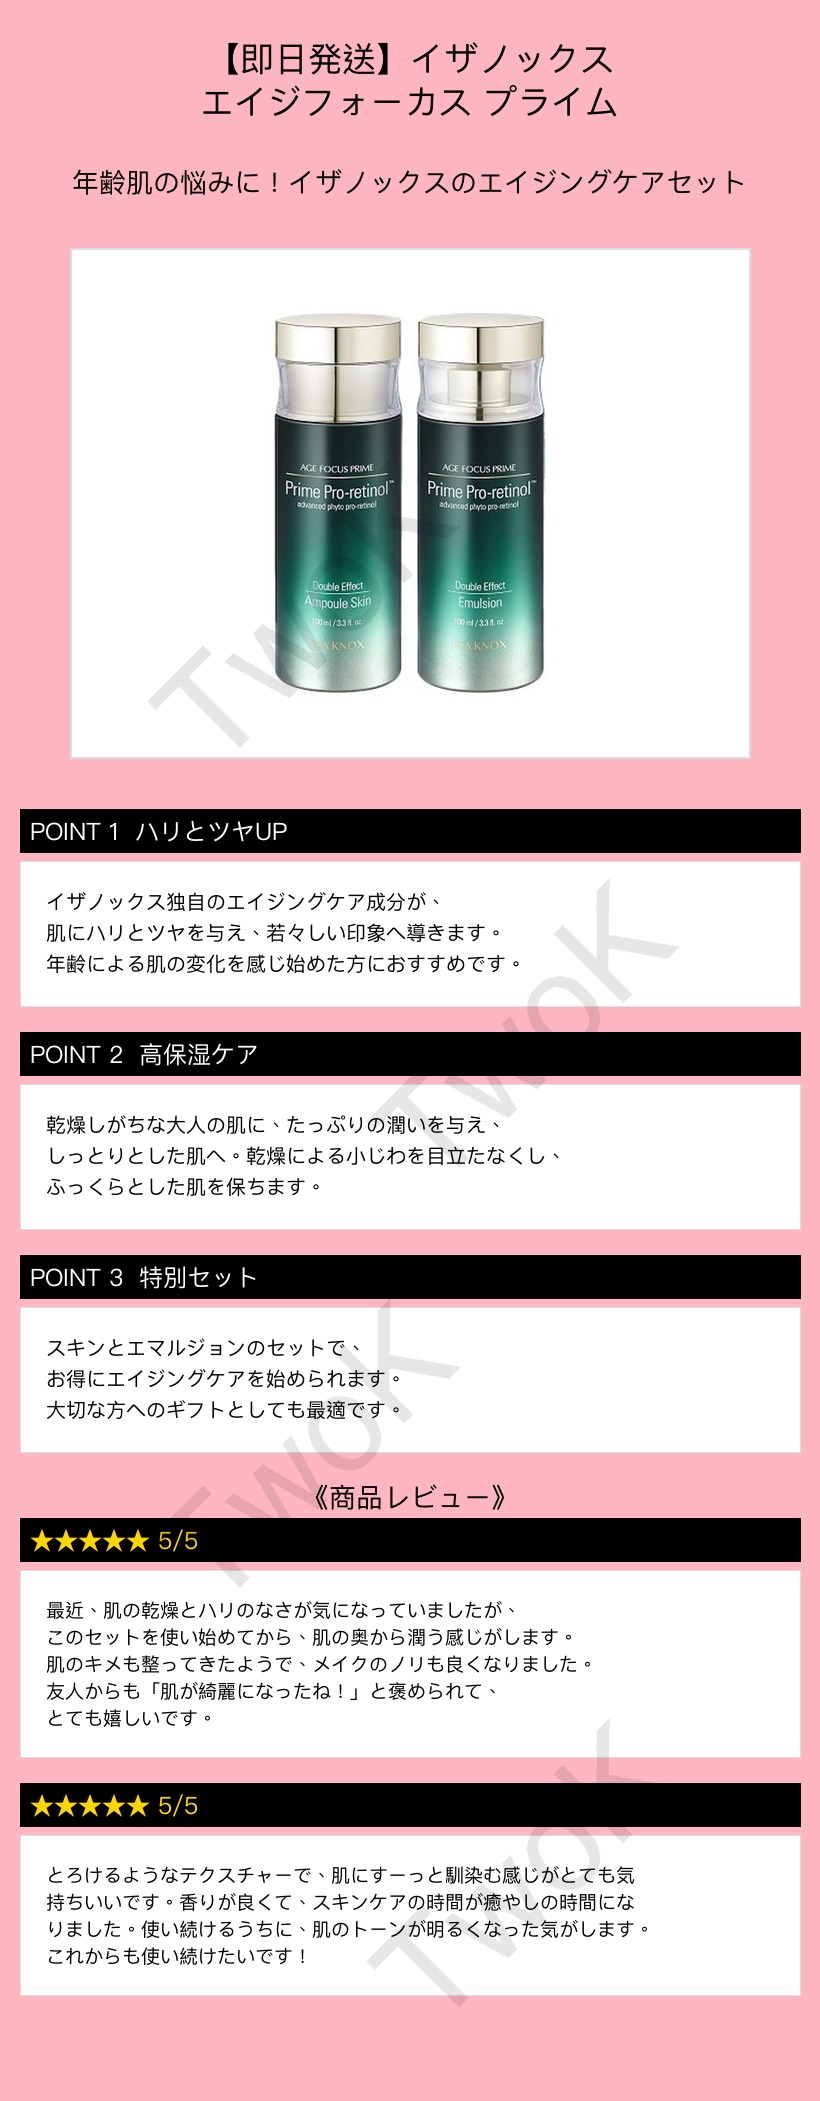 【即日発送】イザノックス
エイジフォーカス プライム
年齢肌の悩みに！イザノックスのエイジングケアセット
AGE FOCUS PRIME
Prime Pro-retinol™
advanced phyto pro-retinol
Double Effect
Ampoule Skin
100 ml / 3.3 fl. oz.
ISA KNOX
AGE FOCUS PRIME
Prime Pro-retinol™
advanced phyto pro-retinol
Double Effect
Emulsion
100 ml / 3.3 fl. oz.
ISA KNOX
TwoK
POINT 1 ハリとツヤUP
イザノックス独自のエイジングケア成分が、
肌にハリとツヤを与え、若々しい印象へ導きます。
年齢による肌の変化を感じ始めた方におすすめです。
TwoK
POINT 2 高保湿ケア
乾燥しがちな大人の肌に、たっぷりの潤いを与え、
しっとりとした肌へ。乾燥による小じわを目立たなくし、
ふっくらとした肌を保ちます。
POINT 3 特別セット
スキンとエマルジョンのセットで、
お得にエイジングケアを始められます。
大切な方へのギフトとしても最適です。
TwoK
《商品レビュー》
★★★★★ 5/5
最近、肌の乾燥とハリのなさが気になっていましたが、
このセットを使い始めてから、肌の奥から潤う感じがします。
肌のキメも整ってきたようで、メイクのノリも良くなりました。
友人からも「肌が綺麗になったね！」と褒められて、
とても嬉しいです。
★★★★★ 5/5
とろけるようなテクスチャーで、肌にすーっと馴染む感じがとても気
持ちいいです。香りが良くて、スキンケアの時間が癒やしの時間にな
りました。使い続けるうちに、肌のトーンが明るくなった気がします。
これからも使い続けたいです！
TwoK